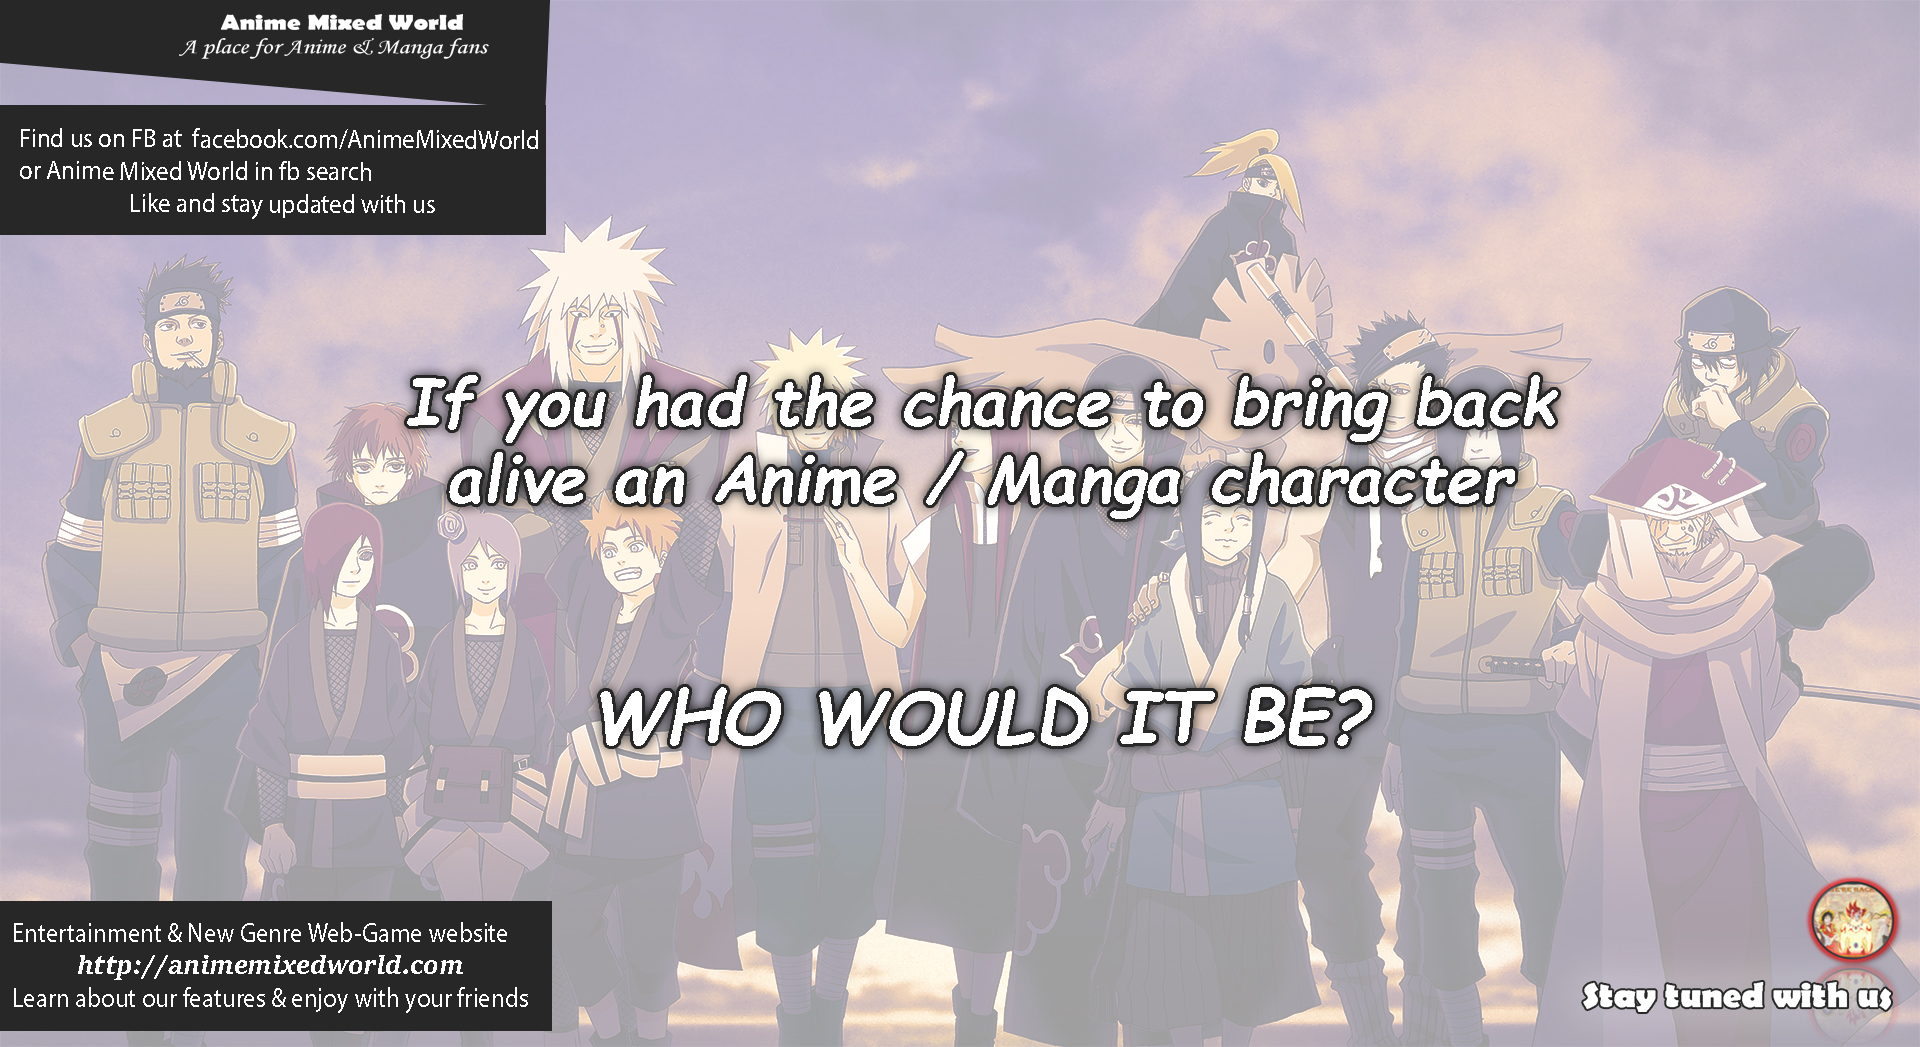 Anime Mixed World
A place for Anime & Manga fans
Find us on FB at facebook.com/AnimeMixedWorld
or Anime Mixed World in fb search
Like and stay updated with us
If you had the chance to bring back
alive an Anime / Manga character
WHO WOULD IT BE?
火
Entertainment & New Genre Web-Game website
http://animemixedworld.com
Learn about our features & enjoy with your friends
Stay tuned with us